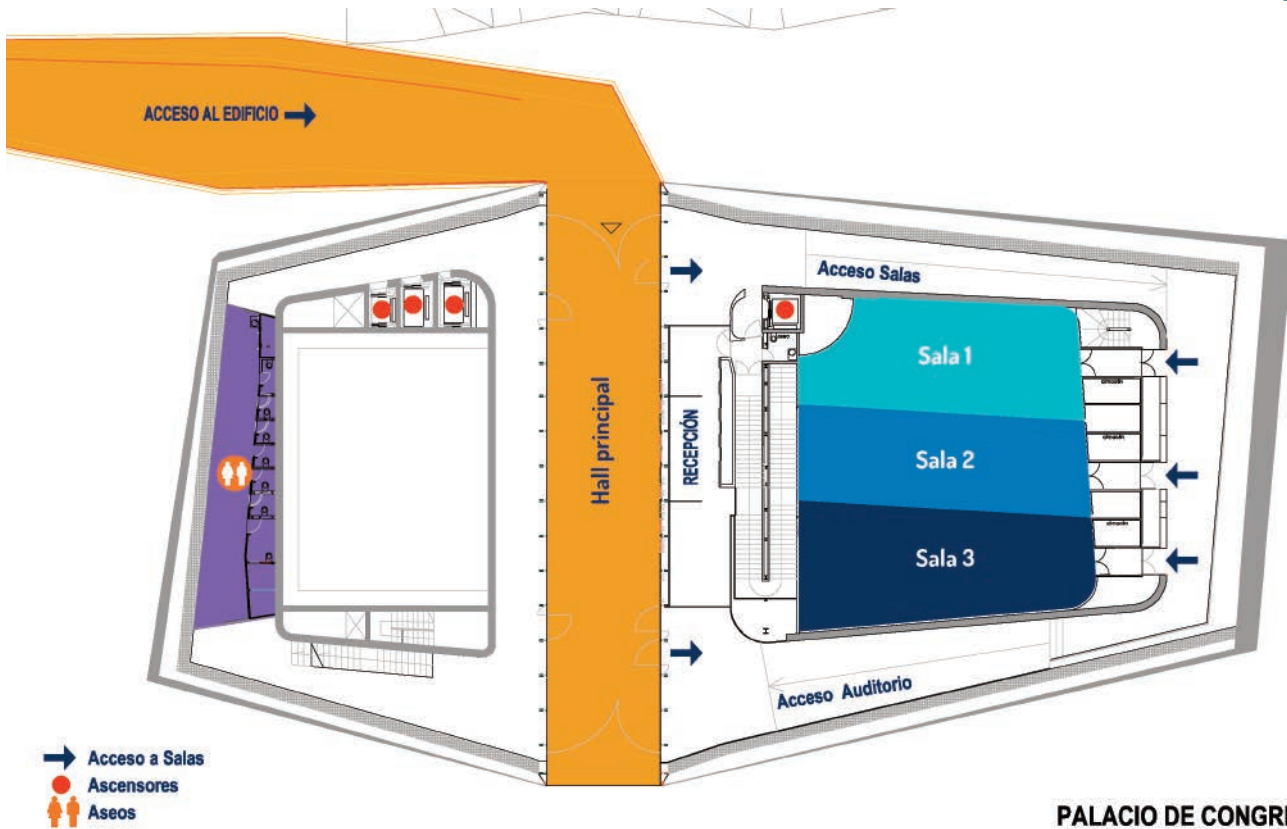 ACCESO AL EDIFICIO
Acceso Salas
Sala 1
Hall principal
RECEPCIÓN
Sala 2
Sala 3
Acceso Auditorio
Acceso a Salas
Ascensores
Aseos
PALACIO DE CONGRE